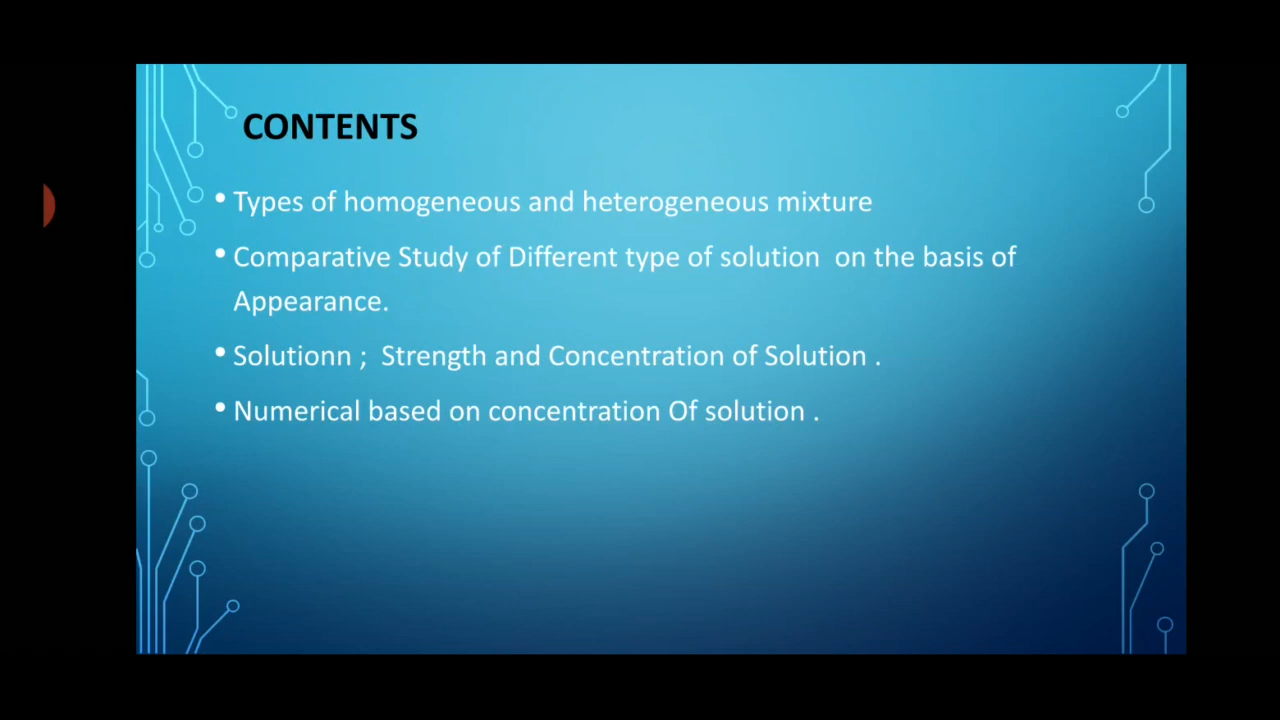 CONTENTS
• Types of homogeneous and heterogeneous mixture
• Comparative Study of Different type of solution  on the basis of
Appearance.
• Solutionn ;  Strength and Concentration of Solution .
• Numerical based on concentration Of solution .